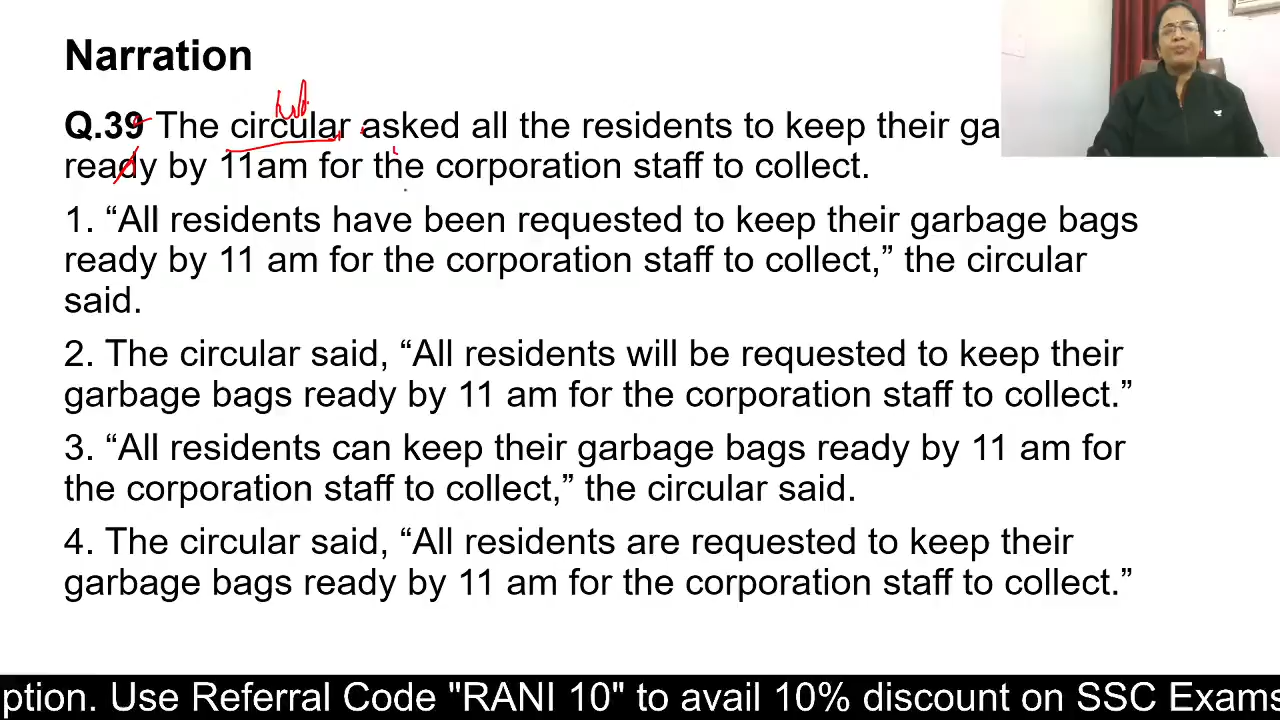 Narration
Q.39 The circular asked all the residents to keep their ga
ready by 11am for the corporation staff to collect.
1. “All residents have been requested to keep their garbage bags
ready by 11 am for the corporation staff to collect,” the circular
said.
2. The circular said, “All residents will be requested to keep their
garbage bags ready by 11 am for the corporation staff to collect.”
3. “All residents can keep their garbage bags ready by 11 am for
the corporation staff to collect,” the circular said.
4. The circular said, “All residents are requested to keep their
garbage bags ready by 11 am for the corporation staff to collect.”
ption. Use Referral Code "RANI 10" to avail 10% discount on SSC Exams